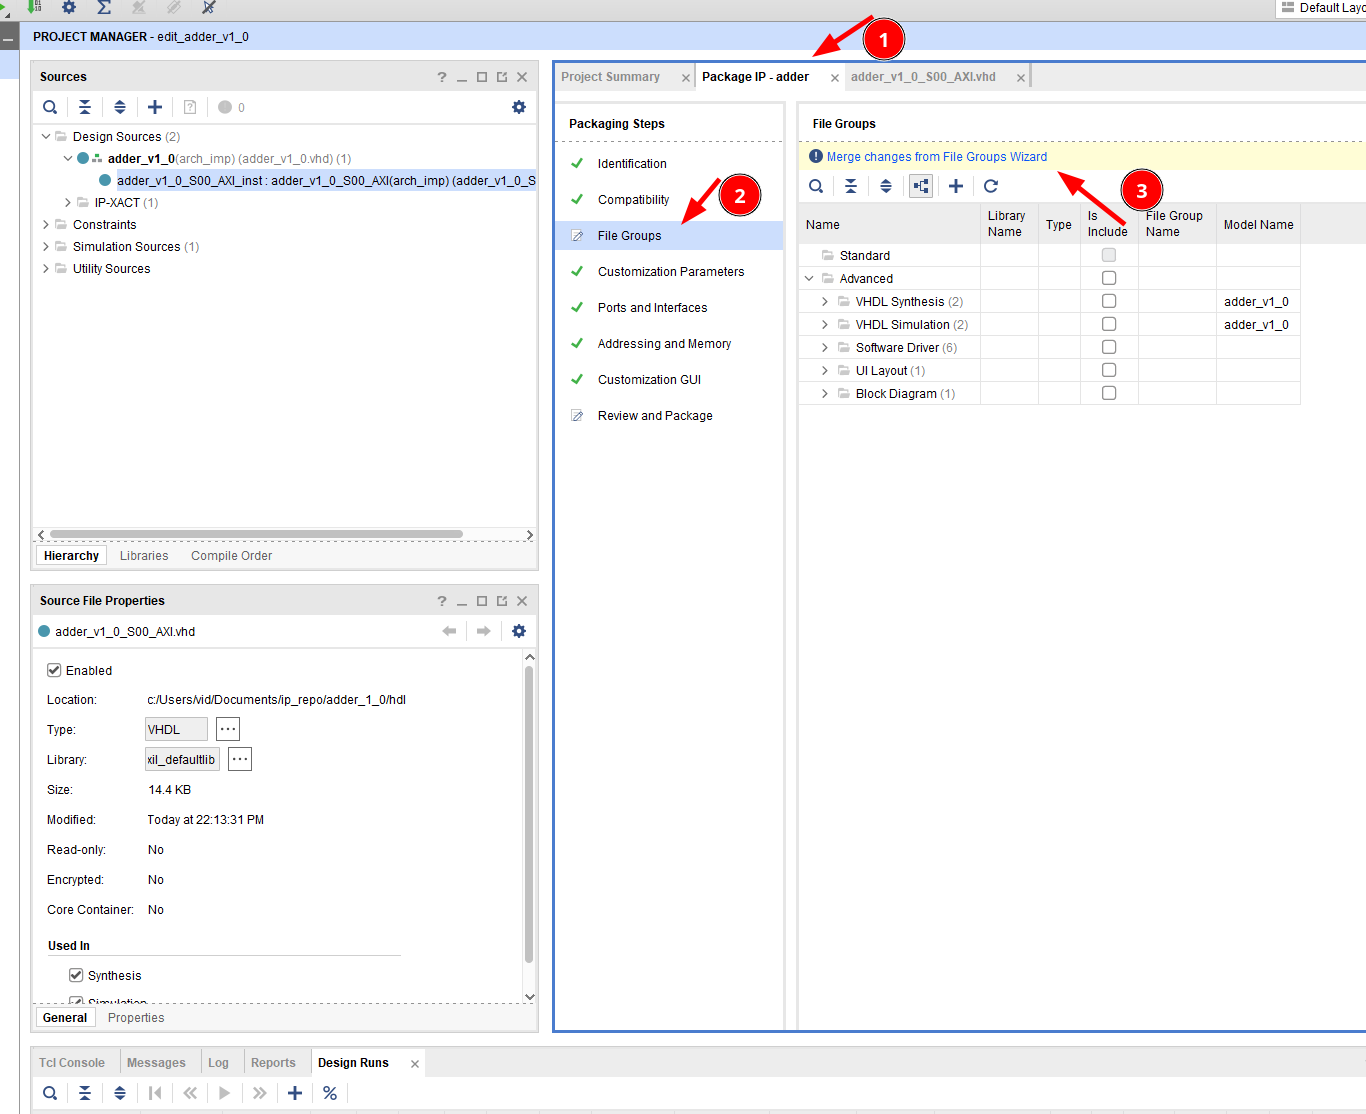 Default Layo
PROJECT MANAGER - edit_adder_v1_0
1
Sources
?
0
Design Sources (2)
adder_v1_0(arch_imp) (adder_v1_0.vhd) (1)
adder_v1_0_S00_AXI_inst : adder_v1_0_S00_AXI(arch_imp) (adder_v1_0_S
IP-XACT (1)
Constraints
Simulation Sources (1)
Utility Sources
Hierarchy Libraries Compile Order
Source File Properties
?
adder_v1_0_S00_AXI.vhd
Enabled
Location: c:/Users/vid/Documents/ip_repo/adder_1_0/hdl
Type: VHDL ...
Library: xil_defaultlib ...
Size: 14.4 KB
Modified: Today at 22:13:31 PM
Read-only: No
Encrypted: No
Core Container: No
Used In
Synthesis
Simulation
General Properties
Project Summary Package IP - adder adder_v1_0_S00_AXI.vhd
Packaging Steps
Identification
Compatibility
2
File Groups
Customization Parameters
Ports and Interfaces
Addressing and Memory
Customization GUI
Review and Package
File Groups
Merge changes from File Groups Wizard
3
Name Library Name Type Is Include File Group Name Model Name
Standard
Advanced
VHDL Synthesis (2) adder_v1_0
VHDL Simulation (2) adder_v1_0
Software Driver (6)
UI Layout (1)
Block Diagram (1)
Tcl Console Messages Log Reports Design Runs
%